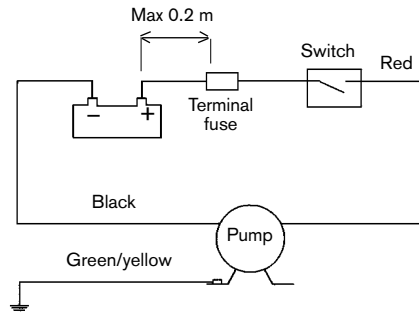 Max 0.2 m
Switch
Red
− +
Terminal
fuse
Black
Pump
Green/yellow